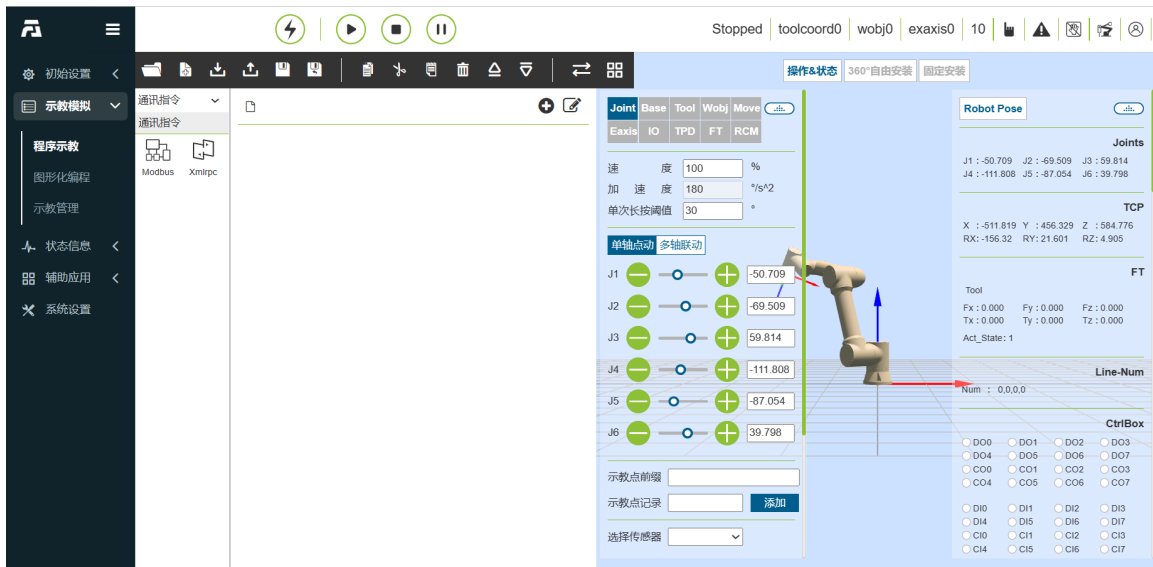 Stopped toolcoord0 wobj0 exaxis0 10
初始设置
示教模拟
程序示教
图形化编程
示教管理
状态信息
辅助应用
系统设置
通讯指令
通讯指令
Modbus Xmlrpc
操作&状态 360°自由安装 固定安装
Joint Base Tool Wobj Move
Eaxis IO TPD FT RCM
速 度 100 %
加 速 度 180 °/s^2
单次长按阈值 30 °
单轴点动 多轴联动
J1 -50.709
J2 -69.509
J3 59.814
J4 -111.808
J5 -87.054
J6 39.798
示教点前缀
示教点记录 添加
选择传感器
Robot Pose
Joints
J1 : -50.709 J2 : -69.509 J3 : 59.814
J4 : -111.808 J5 : -87.054 J6 : 39.798
TCP
X : -511.819 Y : 456.329 Z : 584.776
RX: -156.32 RY: 21.601 RZ: 4.905
FT
Tool
Fx : 0.000 Fy : 0.000 Fz : 0.000
Tx : 0.000 Ty : 0.000 Tz : 0.000
Act_State: 1
Line-Num
Num : 0,0,0,0
CtrlBox
DO0 DO1 DO2 DO3
DO4 DO5 DO6 DO7
CO0 CO1 CO2 CO3
CO4 CO5 CO6 CO7
DI0 DI1 DI2 DI3
DI4 DI5 DI6 DI7
CI0 CI1 CI2 CI3
CI4 CI5 CI6 CI7